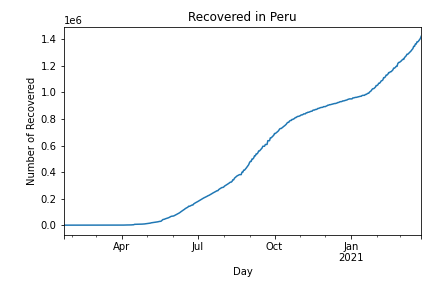 Recovered in Peru
1e6
1.4
1.2
1.0
0.8
0.6
0.4
0.2
0.0
Number of Recovered
Apr
Jul
Oct
Jan
2021
Day